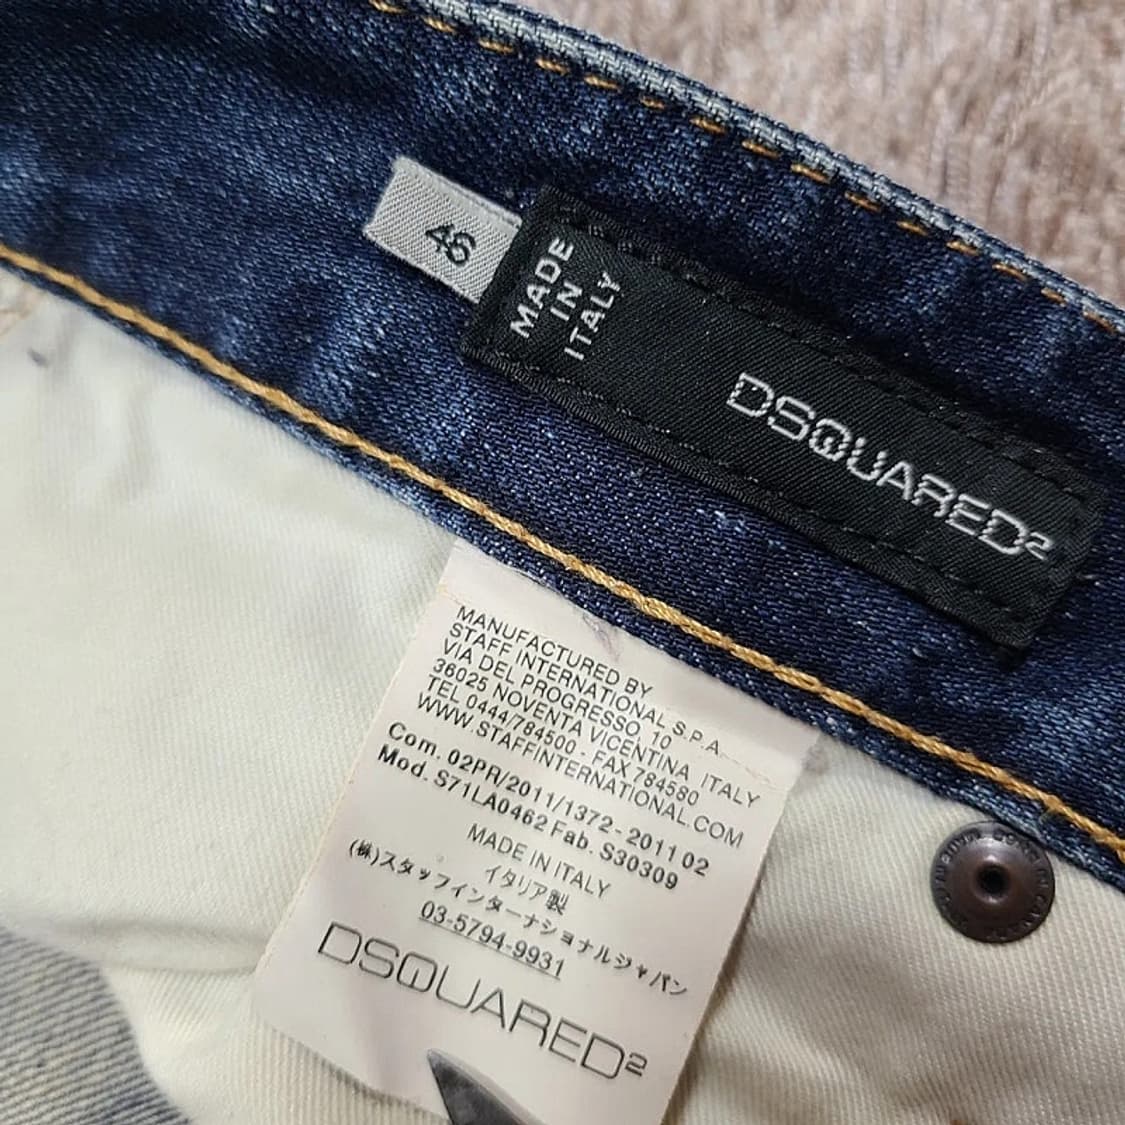 46
MADE
IN
ITALY
DSQUARED2
MANUFACTURED BY
STAFF INTERNATIONAL S.P.A.
VIA DEL PROGRESSO, 10
36025 NOVENTA VICENTINA ITALY
TEL 0444/784500 - FAX 784580
WWW.STAFFINTERNATIONAL.COM
Com. 02PR/2011/1372 - 2011 02
Mod. S71LA0462 Fab. S30309
MADE IN ITALY
イタリア製
(株)スタッフインターナショナルジャパン
03-5794-9931
DSQUARED2